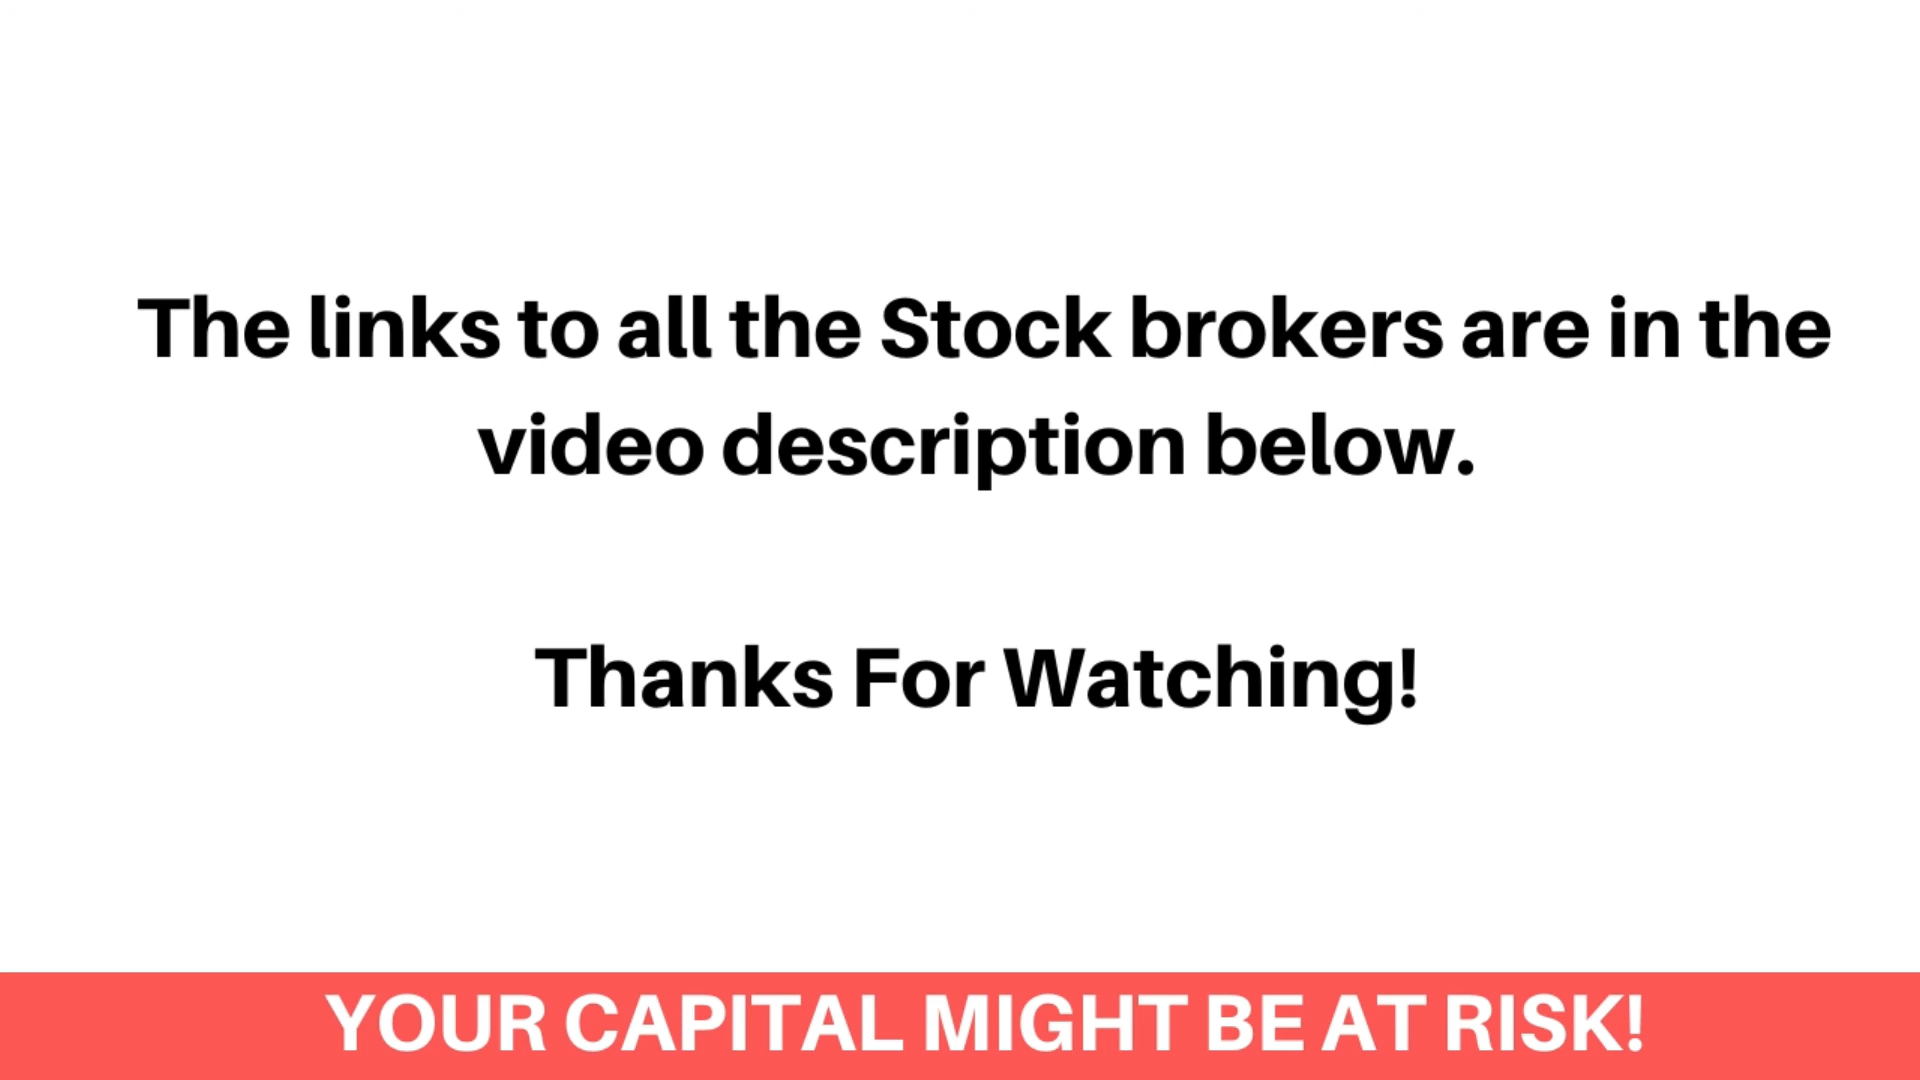 The links to all the Stock brokers are in the
video description below.
Thanks For Watching!
YOUR CAPITAL MIGHT BE AT RISK!